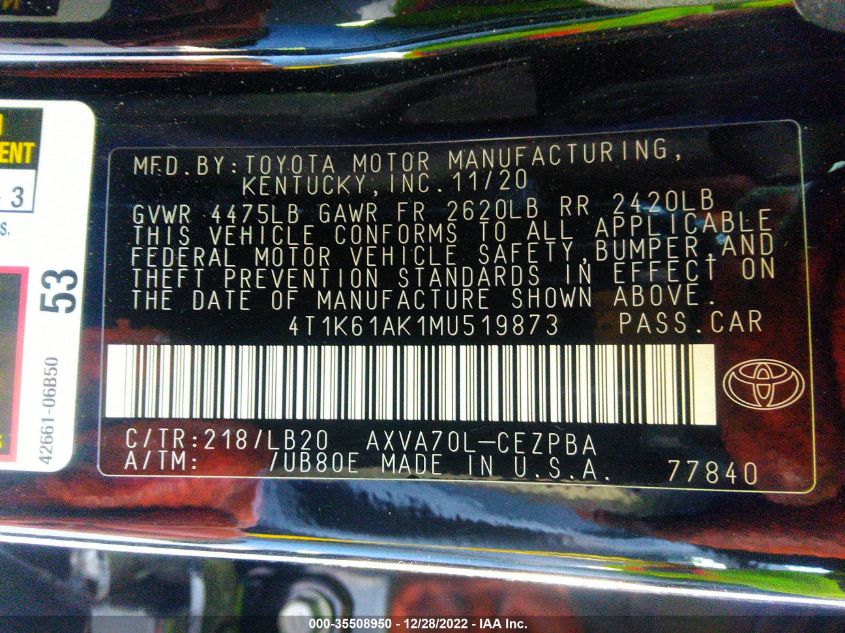 MFD.BY:TOYOTA MOTOR MANUFACTURING,
KENTUCKY,INC.11/20
GVWR 4475LB GAWR FR 2620LB RR 2420LB
THIS VEHICLE CONFORMS TO ALL APPLICABLE
FEDERAL MOTOR VEHICLE SAFETY,BUMPER,AND
THEFT PREVENTION STANDARDS IN EFFECT ON
THE DATE OF MANUFACTURE SHOWN ABOVE.
4T1K61AK1MU519873 PASS.CAR
C/TR:218/LB20 AXVA70L-CEZPBA
A/TM: /UB80E MADE IN U.S.A. 77840
3
53
42661-06B50
000-35508950 - 12/28/2022 - IAA Inc.